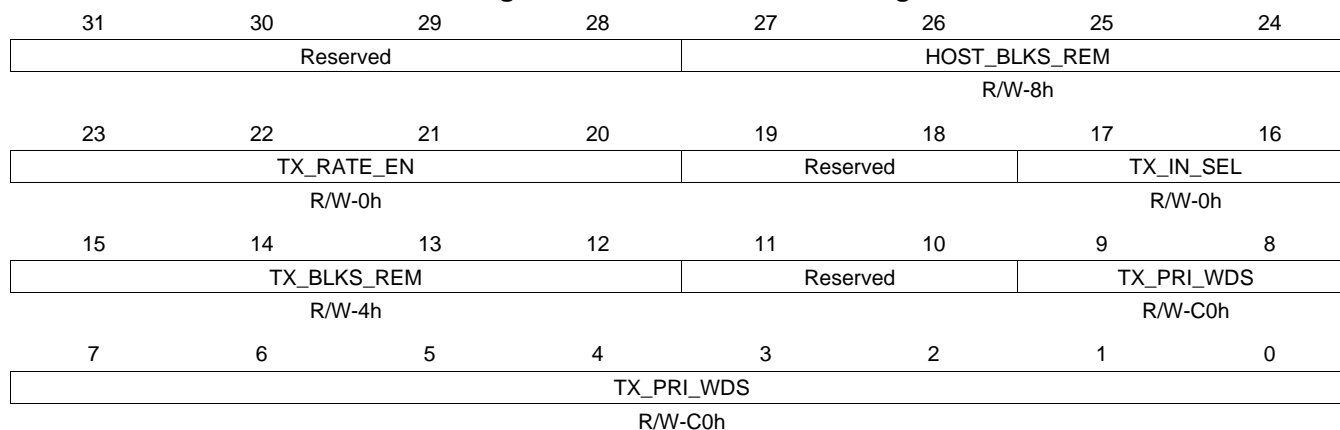 31 30 29 28 27 26 25 24
Reserved HOST_BLKS_REM
R/W-8h
23 22 21 20 19 18 17 16
TX_RATE_EN Reserved TX_IN_SEL
R/W-0h R/W-0h
15 14 13 12 11 10 9 8
TX_BLKS_REM Reserved TX_PRI_WDS
R/W-4h R/W-C0h
7 6 5 4 3 2 1 0
TX_PRI_WDS
R/W-C0h